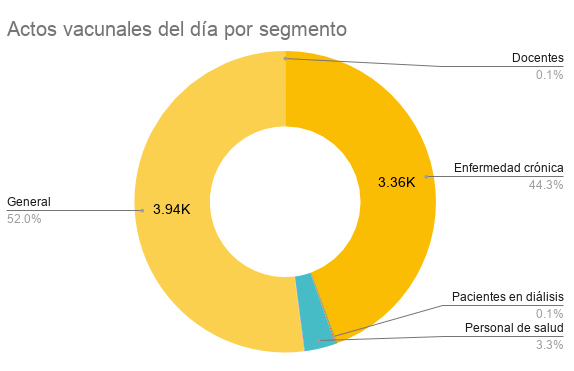 Actos vacunales del día por segmento
Docentes
0.1%
Enfermedad crónica
44.3%
3.36K
General
52.0%
3.94K
Pacientes en diálisis
0.1%
Personal de salud
3.3%